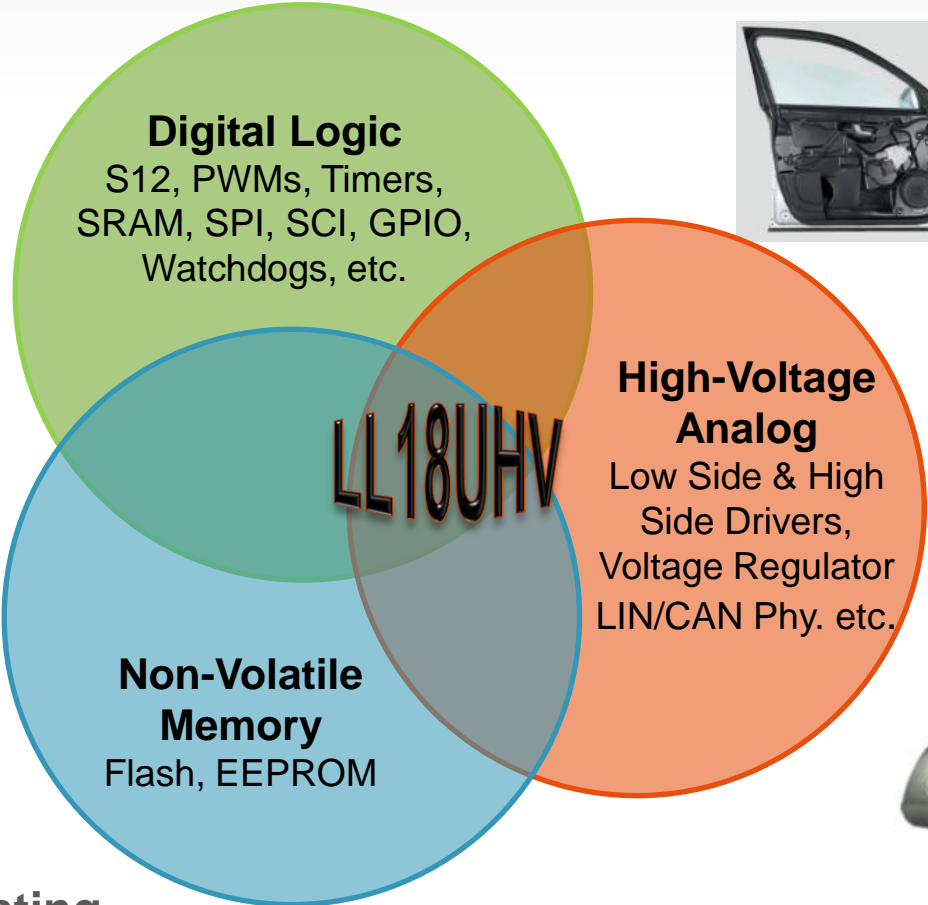 Digital Logic
S12, PWMs, Timers,
SRAM, SPI, SCI, GPIO,
Watchdogs, etc.
High-Voltage
Analog
Low Side & High
Side Drivers,
Voltage Regulator
LIN/CAN Phy. etc.
LL18UHV
Non-Volatile
Memory
Flash, EEPROM